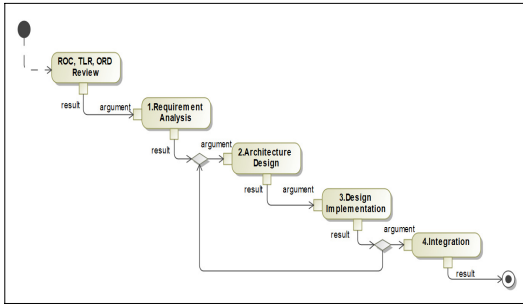 ROC, TLR, ORD
Review
result
argument
1.Requirement
Analysis
result
argument
2.Architecture
Design
result
argument
3.Design
Implementation
result
argument
4.Integration
result